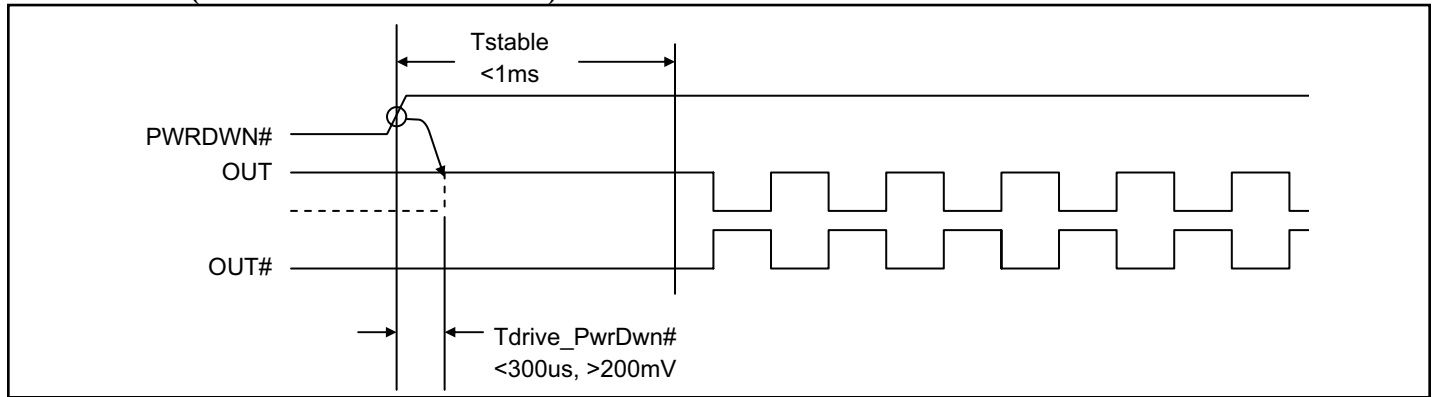 Tstable
<1ms
PWRDWN#
OUT
OUT#
Tdrive_PwrDwn#
<300us, >200mV